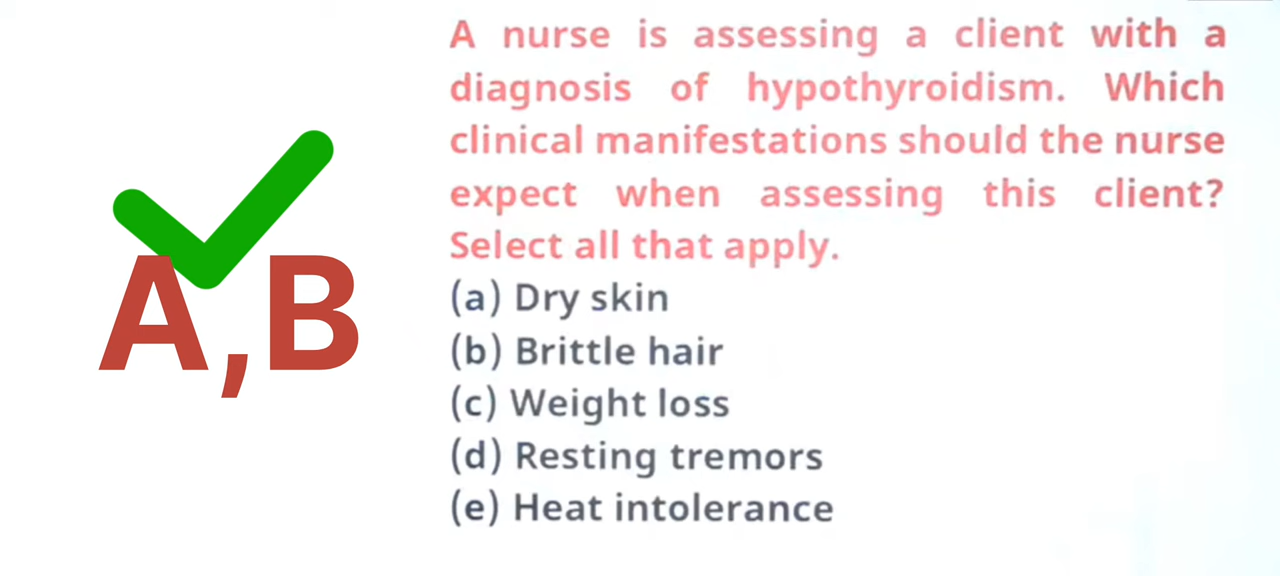 A,B
A nurse is assessing a client with a
diagnosis of hypothyroidism. Which
clinical manifestations should the nurse
expect when assessing this client?
Select all that apply.
(a) Dry skin
(b) Brittle hair
(c) Weight loss
(d) Resting tremors
(e) Heat intolerance